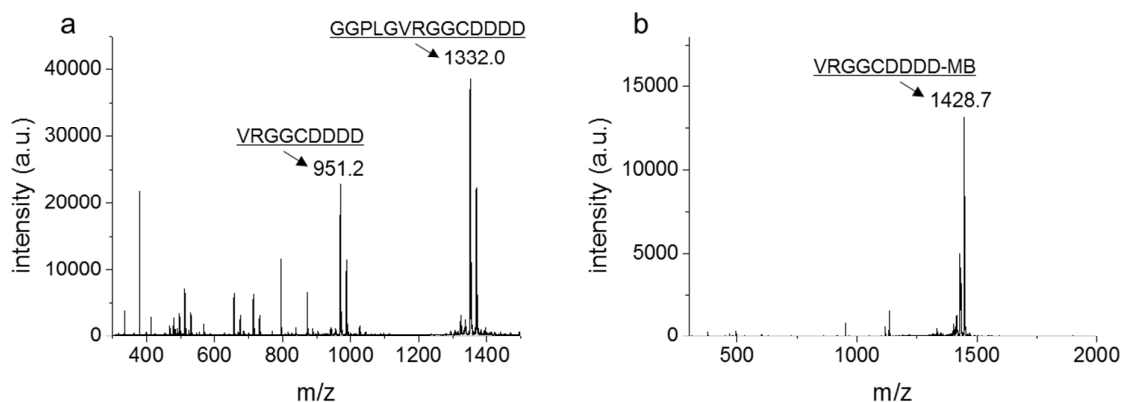 a
GGPLGVRGGCDDDD
1332.0
VRGGCDDDD
951.2
intensity (a.u.)
40000
30000
20000
10000
0
400 600 800 1000 1200 1400
m/z
b
VRGGCDDDD-MB
1428.7
intensity (a.u.)
15000
10000
5000
0
500 1000 1500 2000
m/z